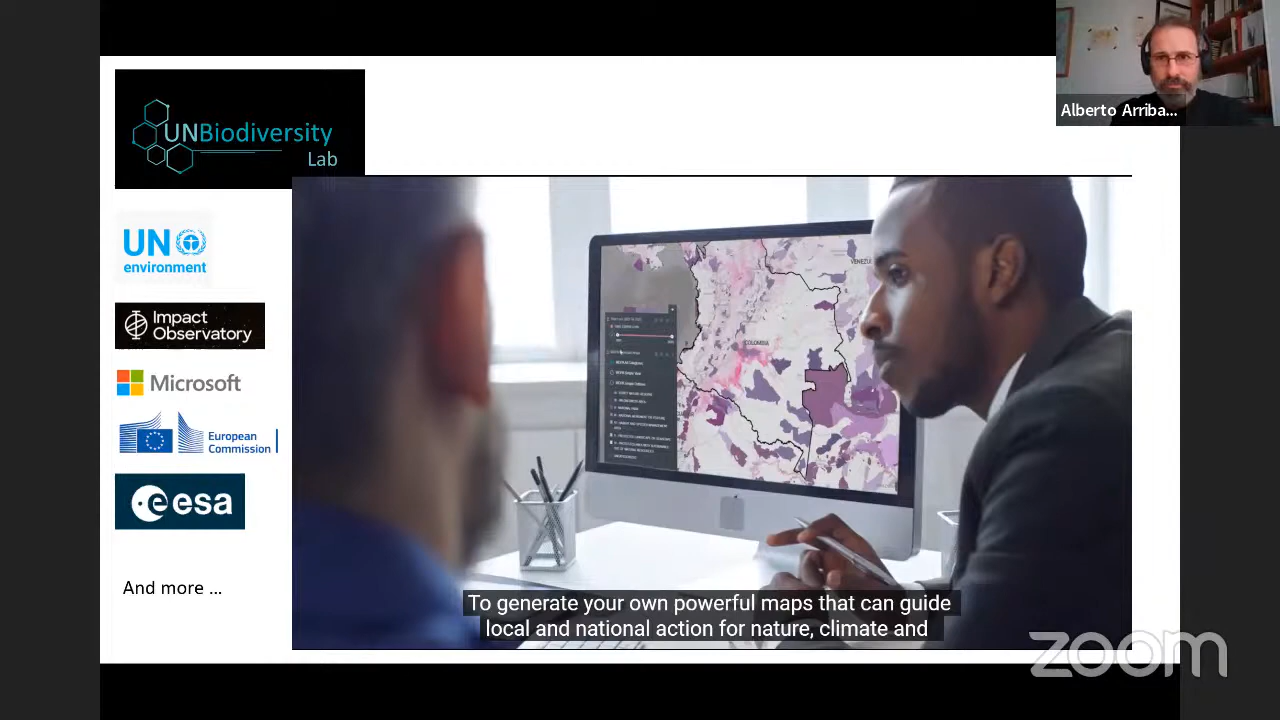 UNBiodiversity
Lab
UN
environment
Impact
Observatory
Microsoft
European
Commission
esa
And more ...
Alberto Arriba...
VENEZU
COLOMBIA
To generate your own powerful maps that can guide
local and national action for nature, climate and
zoom